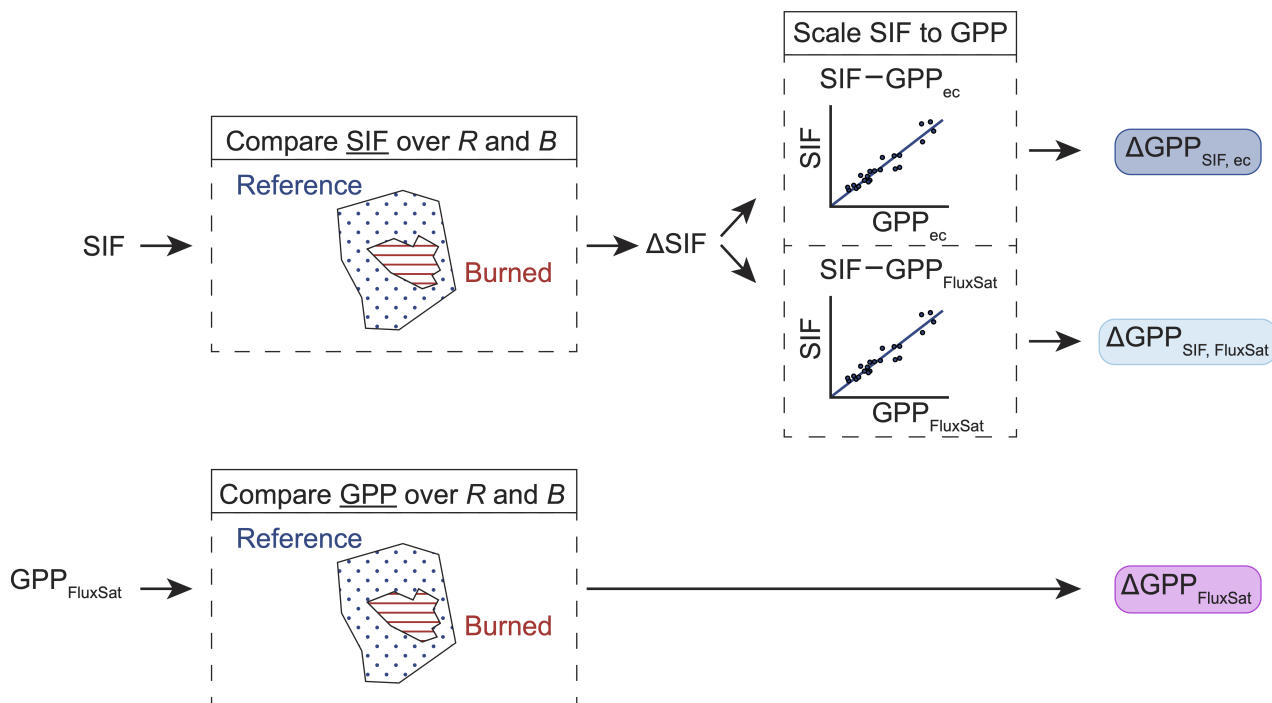 Scale SIF to GPP
SIF−GPPec
SIF
GPPec
Compare SIF over R and B
Reference
Burned
SIF
ΔSIF
ΔGPPSIF, ec
SIF−GPPFluxSat
SIF
GPPFluxSat
ΔGPPSIF, FluxSat
Compare GPP over R and B
Reference
Burned
GPPFluxSat
ΔGPPFluxSat